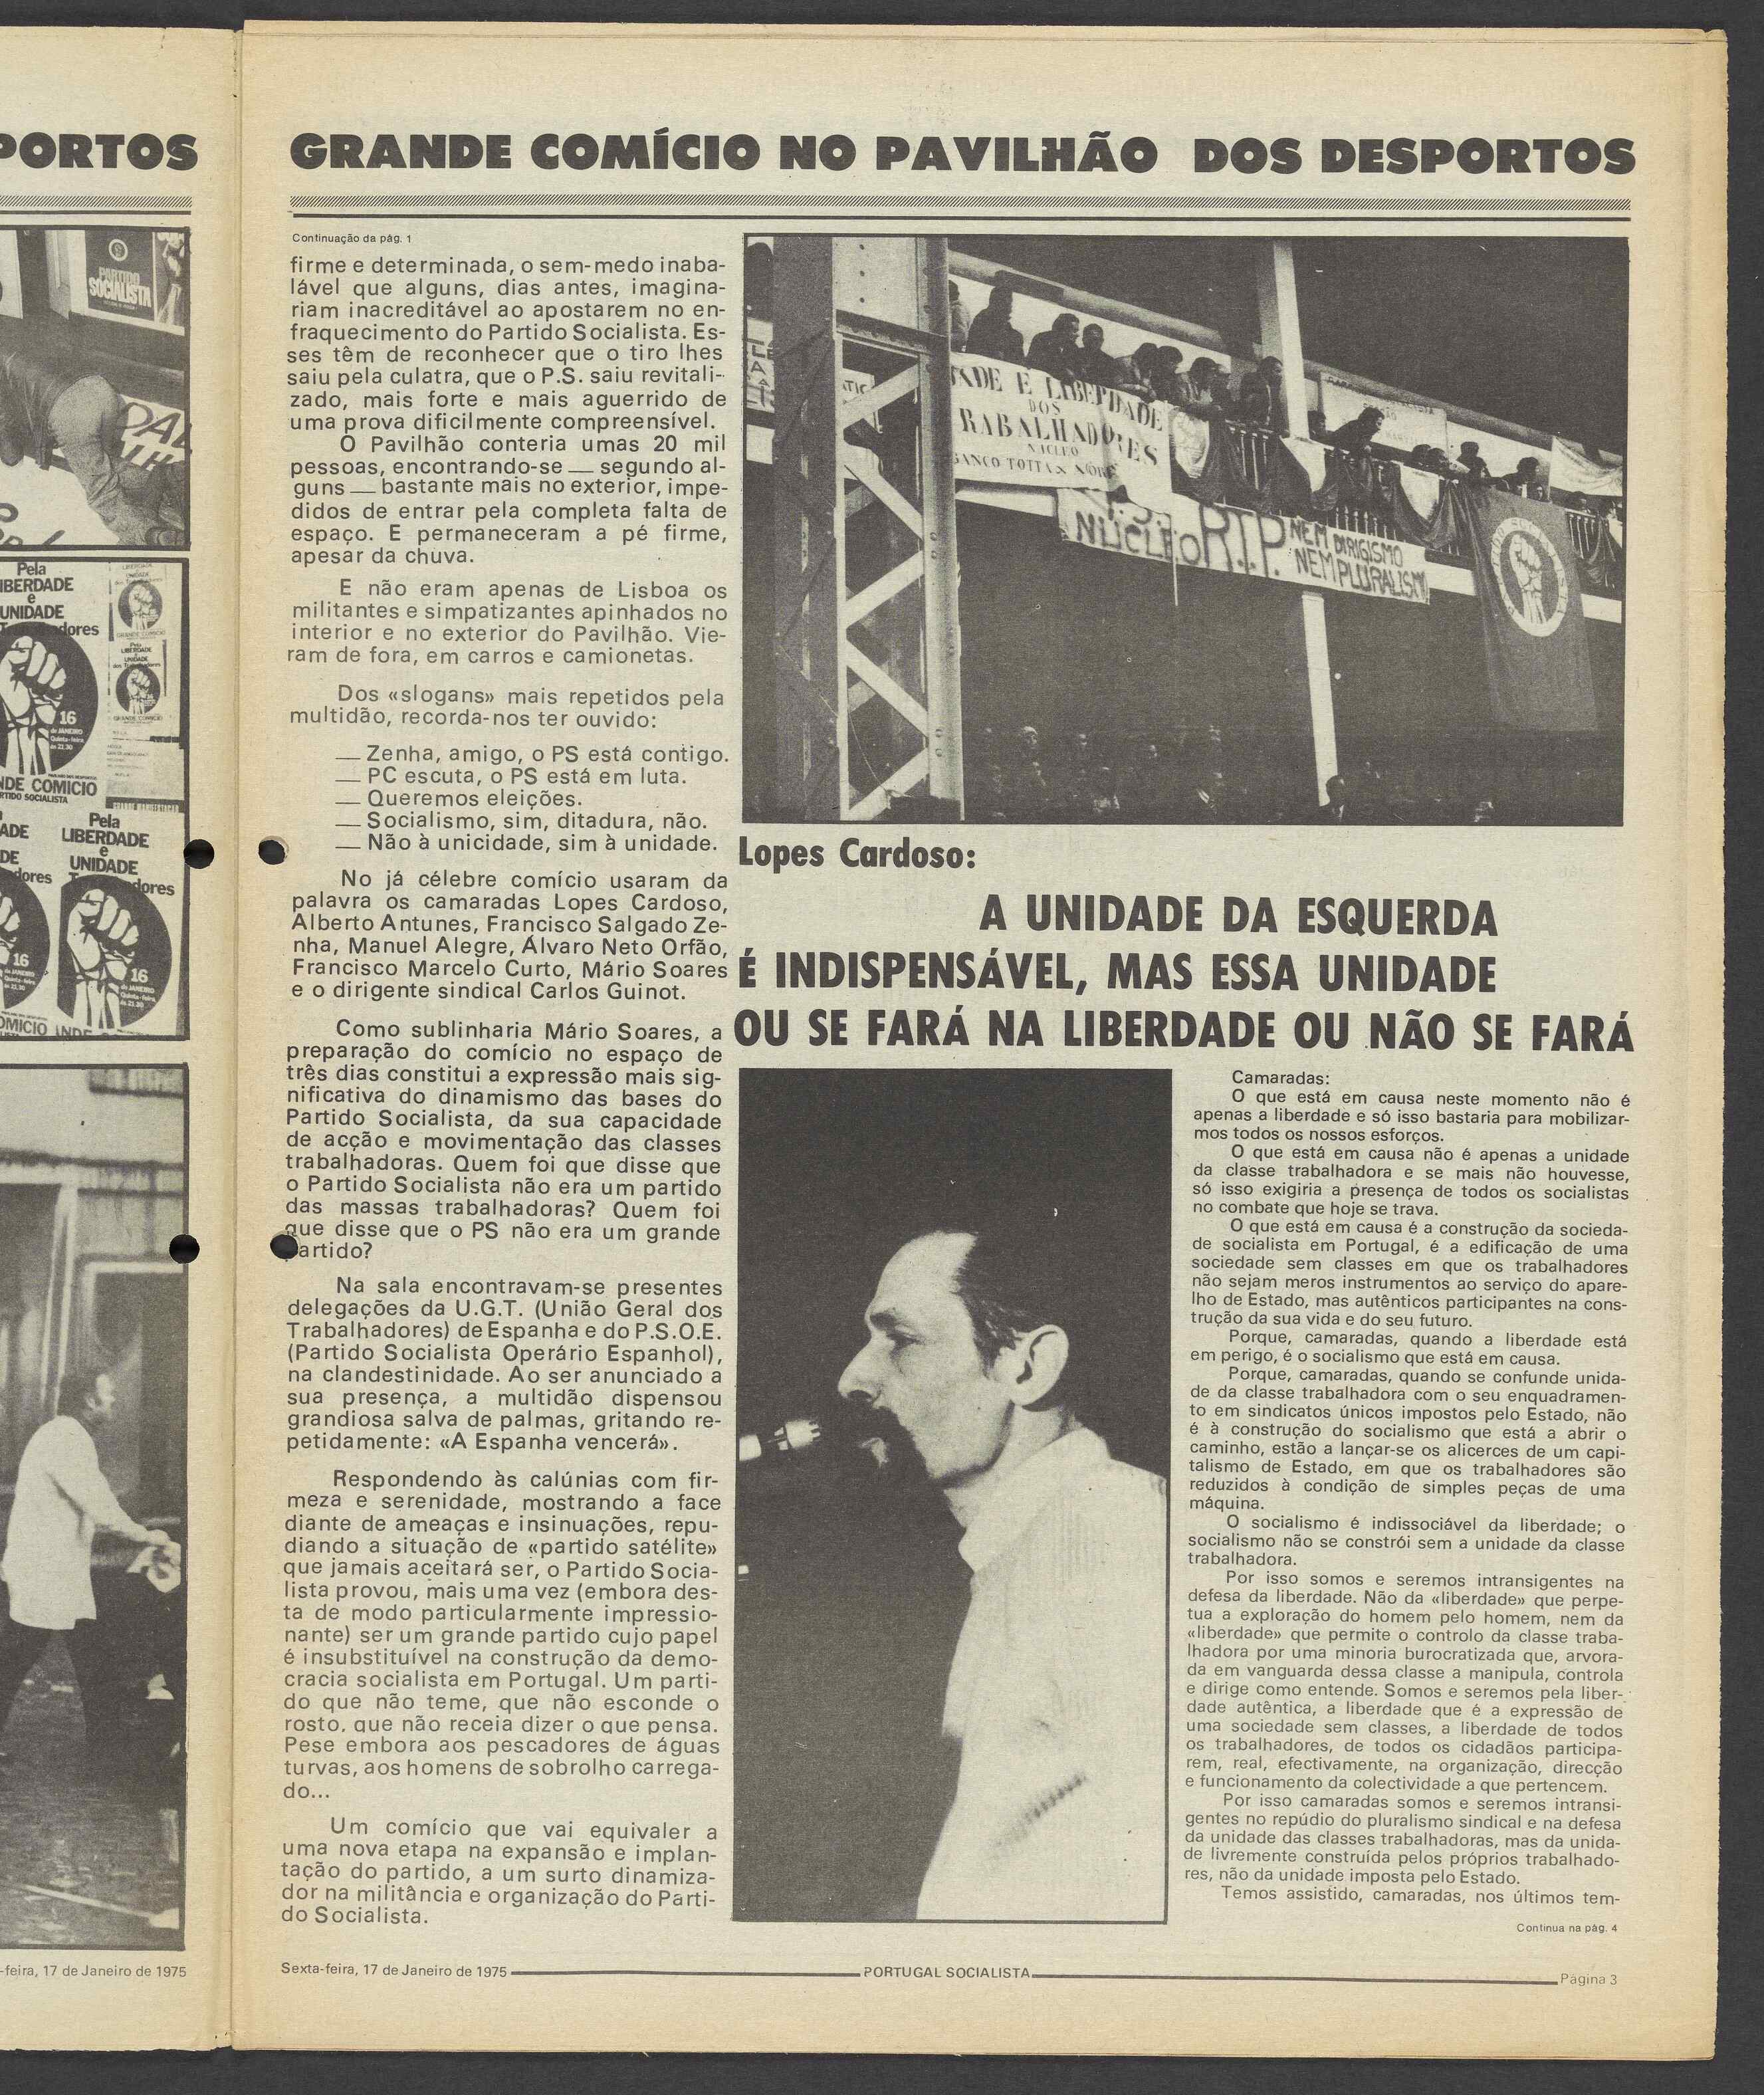 PORTOS
PARTIDO
SOCIALISTA
Pela
IBERDADE
e
UNIDADE
dores
16
de JANEIRO
Quinta-feira
às 21,30
NDE COMICIO
RTIDO SOCIALISTA
Pela
LIBERDADE
e
UNIDADE
dores
16
ADE
DE
dores
16
OMICIO
-feira, 17 de Janeiro de 1975
GRANDE COMÍCIO NO PAVILHÃO DOS DESPORTOS
Continuação da pág. 1
firme e determinada, o sem-medo inaba-
lável que alguns, dias antes, imagina-
riam inacreditável ao apostarem no en-
fraquecimento do Partido Socialista. Es-
ses têm de reconhecer que o tiro lhes
saiu pela culatra, que o P.S. saiu revitali-
zado, mais forte e mais aguerrido de
uma prova dificilmente compreensível.
O Pavilhão conteria umas 20 mil
pessoas, encontrando-se — segundo al-
guns — bastante mais no exterior, impe-
didos de entrar pela completa falta de
espaço. E permaneceram a pé firme,
apesar da chuva.
E não eram apenas de Lisboa os
militantes e simpatizantes apinhados no
interior e no exterior do Pavilhão. Vie-
ram de fora, em carros e camionetas.
Dos «slogans» mais repetidos pela
multidão, recorda-nos ter ouvido:
— Zenha, amigo, o PS está contigo.
— PC escuta, o PS está em luta.
— Queremos eleições.
— Socialismo, sim, ditadura, não.
— Não à unicidade, sim à unidade.
No já célebre comício usaram da
palavra os camaradas Lopes Cardoso,
Alberto Antunes, Francisco Salgado Ze-
nha, Manuel Alegre, Álvaro Neto Orfão,
Francisco Marcelo Curto, Mário Soares
e o dirigente sindical Carlos Guinot.
Como sublinharia Mário Soares, a
preparação do comício no espaço de
três dias constitui a expressão mais sig-
nificativa do dinamismo das bases do
Partido Socialista, da sua capacidade
de acção e movimentação das classes
trabalhadoras. Quem foi que disse que
o Partido Socialista não era um partido
das massas trabalhadoras? Quem foi
que disse que o PS não era um grande
partido?
Na sala encontravam-se presentes
delegações da U.G.T. (União Geral dos
Trabalhadores) de Espanha e do P.S.O.E.
(Partido Socialista Operário Espanhol),
na clandestinidade. Ao ser anunciado a
sua presença, a multidão dispensou
grandiosa salva de palmas, gritando re-
petidamente: «A Espanha vencerá».
Respondendo às calúnias com fir-
meza e serenidade, mostrando a face
diante de ameaças e insinuações, repu-
diando a situação de «partido satélite»
que jamais aceitará ser, o Partido Socia-
lista provou, mais uma vez (embora des-
ta de modo particularmente impressio-
nante) ser um grande partido cujo papel
é insubstituível na construção da demo-
cracia socialista em Portugal. Um parti-
do que não teme, que não esconde o
rosto, que não receia dizer o que pensa.
Pese embora aos pescadores de águas
turvas, aos homens de sobrolho carrega-
do...
Um comício que vai equivaler a
uma nova etapa na expansão e implan-
tação do partido, a um surto dinamiza-
dor na militância e organização do Parti-
do Socialista.
DADE E LIBERDADE
DOS
RABALHADORES
NÚCLEO
BANCO TOTTA
P.S.
NÚCLEO R.I.P.
NEM DIRIGISMO
NEM PLURALISM
Lopes Cardoso:
A UNIDADE DA ESQUERDA
É INDISPENSÁVEL, MAS ESSA UNIDADE
OU SE FARÁ NA LIBERDADE OU NÃO SE FARÁ
Camaradas:
O que está em causa neste momento não é
apenas a liberdade e só isso bastaria para mobilizar-
mos todos os nossos esforços.
O que está em causa não é apenas a unidade
da classe trabalhadora e se mais não houvesse,
só isso exigiria a presença de todos os socialistas
no combate que hoje se trava.
O que está em causa é a construção da socieda-
de socialista em Portugal, é a edificação de uma
sociedade sem classes em que os trabalhadores
não sejam meros instrumentos ao serviço do apare-
lho de Estado, mas autênticos participantes na cons-
trução da sua vida e do seu futuro.
Porque, camaradas, quando a liberdade está
em perigo, é o socialismo que está em causa.
Porque, camaradas, quando se confunde unida-
de da classe trabalhadora com o seu enquadramen-
to em sindicatos únicos impostos pelo Estado, não
é à construção do socialismo que está a abrir o
caminho, estão a lançar-se os alicerces de um capi-
talismo de Estado, em que os trabalhadores são
reduzidos à condição de simples peças de uma
máquina.
O socialismo é indissociável da liberdade; o
socialismo não se constrói sem a unidade da classe
trabalhadora.
Por isso somos e seremos intransigentes na
defesa da liberdade. Não da «liberdade» que perpe-
tua a exploração do homem pelo homem, nem da
«liberdade» que permite o controlo da classe traba-
lhadora por uma minoria burocratizada que, arvora-
da em vanguarda dessa classe a manipula, controla
e dirige como entende. Somos e seremos pela liber-
dade autêntica, a liberdade que é a expressão de
uma sociedade sem classes, a liberdade de todos
os trabalhadores, de todos os cidadãos participa-
rem, real, efectivamente, na organização, direcção
e funcionamento da colectividade a que pertencem.
Por isso camaradas somos e seremos intransi-
gentes no repúdio do pluralismo sindical e na defesa
da unidade das classes trabalhadoras, mas da unida-
de livremente construída pelos próprios trabalhado-
res, não da unidade imposta pelo Estado.
Temos assistido, camaradas, nos últimos tem-
Continua na pág. 4
Sexta-feira, 17 de Janeiro de 1975
PORTUGAL SOCIALISTA
Página 3